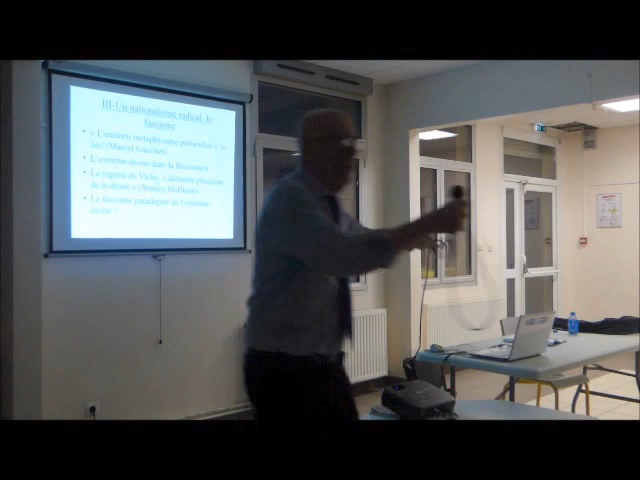 III-Un nationalisme radical, le
fascisme
• « L'ennemi métaphysique primordial », le
Juif (Marcel Gauchet)
• L'extrême-droite dans la Résistance
• Le régime de Vichy, « dictature pluraliste
de la droite » (Stanley Hoffmann)
• Le fascisme paradigme de l'extrême
droite ?